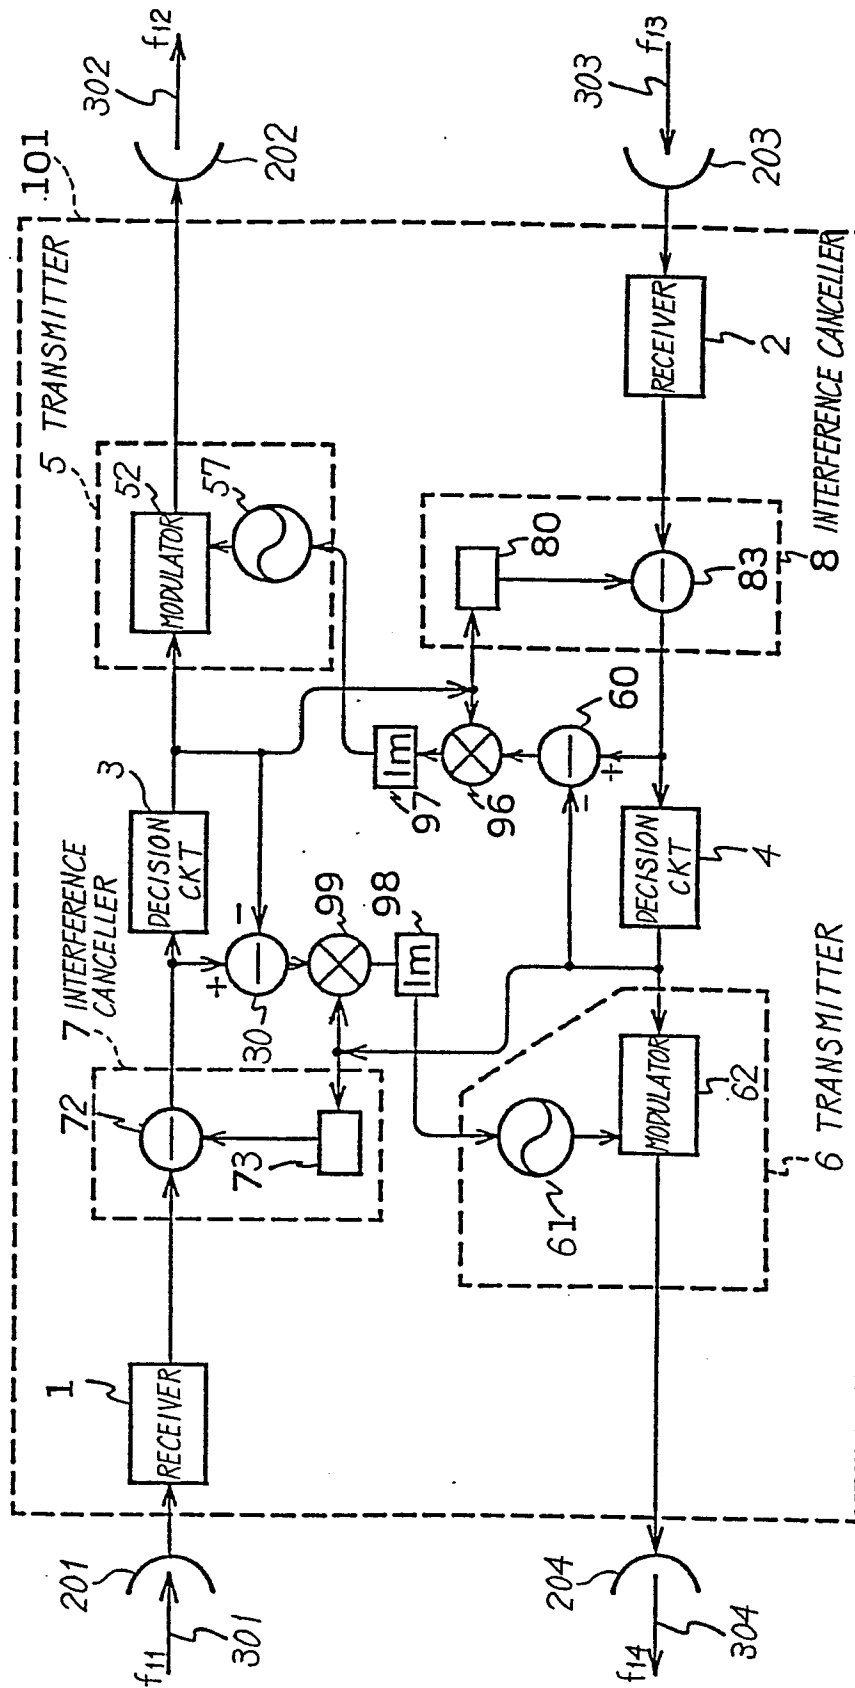 101
5 TRANSMITTER
302
f12
202
52
MODULATOR
57
3
DECISION
CKT
7 INTERFERENCE
CANCELLER
72
73
1
RECEIVER
201
f11
301
30
+
−
99
98
Im
97
Im
96
60
+
−
80
83
8 INTERFERENCE CANCELLER
RECEIVER
2
303
f13
203
DECISION
CKT
4
61
MODULATOR
62
6 TRANSMITTER
204
f14
304